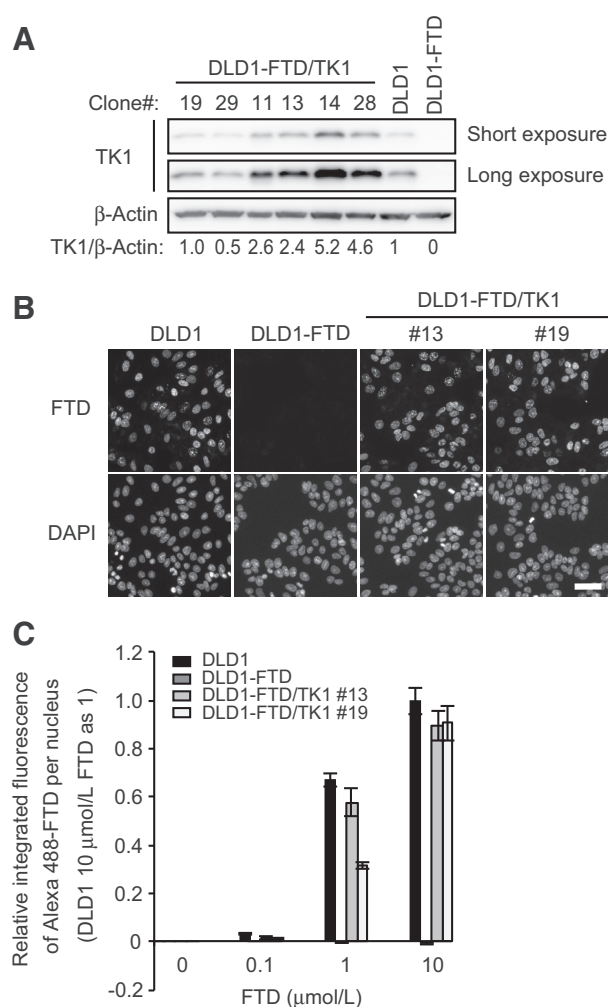 A
DLD1-FTD/TK1
DLD1
DLD1-FTD
Clone#: 19 29 11 13 14 28
TK1
Short exposure
Long exposure
β-Actin
TK1/β-Actin: 1.0 0.5 2.6 2.4 5.2 4.6 1 0
B
DLD1-FTD/TK1
DLD1 DLD1-FTD #13 #19
FTD
DAPI
C
Relative integrated fluorescence
of Alexa 488-FTD per nucleus
(DLD1 10 μmol/L FTD as 1)
1.2
1.0
0.8
0.6
0.4
0.2
0
-0.2
DLD1
DLD1-FTD
DLD1-FTD/TK1 #13
DLD1-FTD/TK1 #19
0 0.1 1 10
FTD (μmol/L)